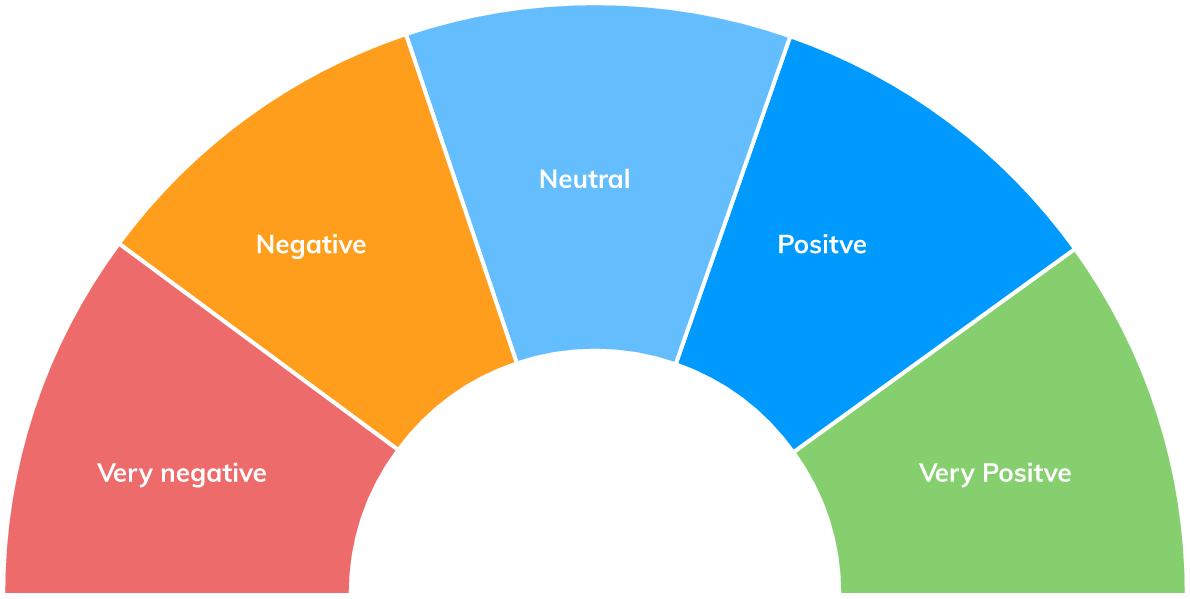 Neutral
Negative
Positve
Very negative
Very Positve